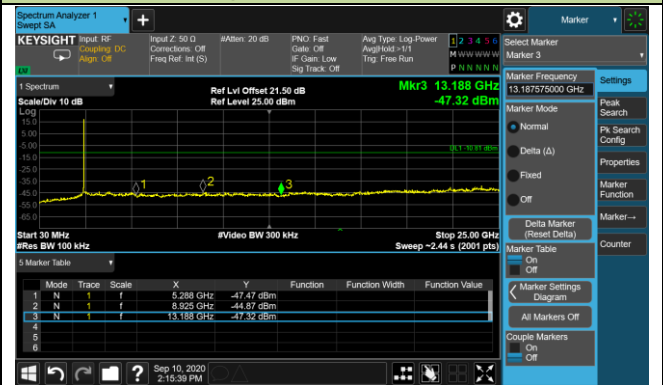 Spectrum Analyzer 1
Swept SA
Marker
KEYSIGHT Input: RF
Coupling: DC
Align: Off
Input Z: 50 Ω
Corrections: Off
Freq Ref: Int (S)
#Atten: 20 dB
PNO: Fast
Gate: Off
IF Gain: Low
Sig Track: Off
Avg Type: Log-Power
Avg|Hold:>1/1
Trig: Free Run
1 2 3 4 5 6
M W W W W W
P N N N N N
Select Marker
Marker 3
1 Spectrum
Scale/Div 10 dB
Log
Ref Lvl Offset 21.50 dB
Ref Level 25.00 dBm
Mkr3 13.188 GHz
-47.32 dBm
15.0
5.00
-5.00
-15.0
-25.0
-35.0
-45.0
-55.0
-65.0
DL1 -10.81 dBm
1
2
3
Start 30 MHz
#Res BW 100 kHz
#Video BW 300 kHz
Stop 25.00 GHz
Sweep ~2.44 s (2001 pts)
5 Marker Table
Mode Trace Scale X Y Function Function Width Function Value
1 N 1 f 5.288 GHz -47.47 dBm
2 N 1 f 8.925 GHz -44.87 dBm
3 N 1 f 13.188 GHz -47.32 dBm
4
5
6
Marker Frequency
13.187575000 GHz
Marker Mode
Normal
Delta (Δ)
Fixed
Off
Delta Marker
(Reset Delta)
Marker Table
On
Off
Marker Settings
Diagram
All Markers Off
Couple Markers
On
Off
Settings
Peak
Search
Pk Search
Config
Properties
Marker
Function
Marker→
Counter
Sep 10, 2020
2:15:39 PM